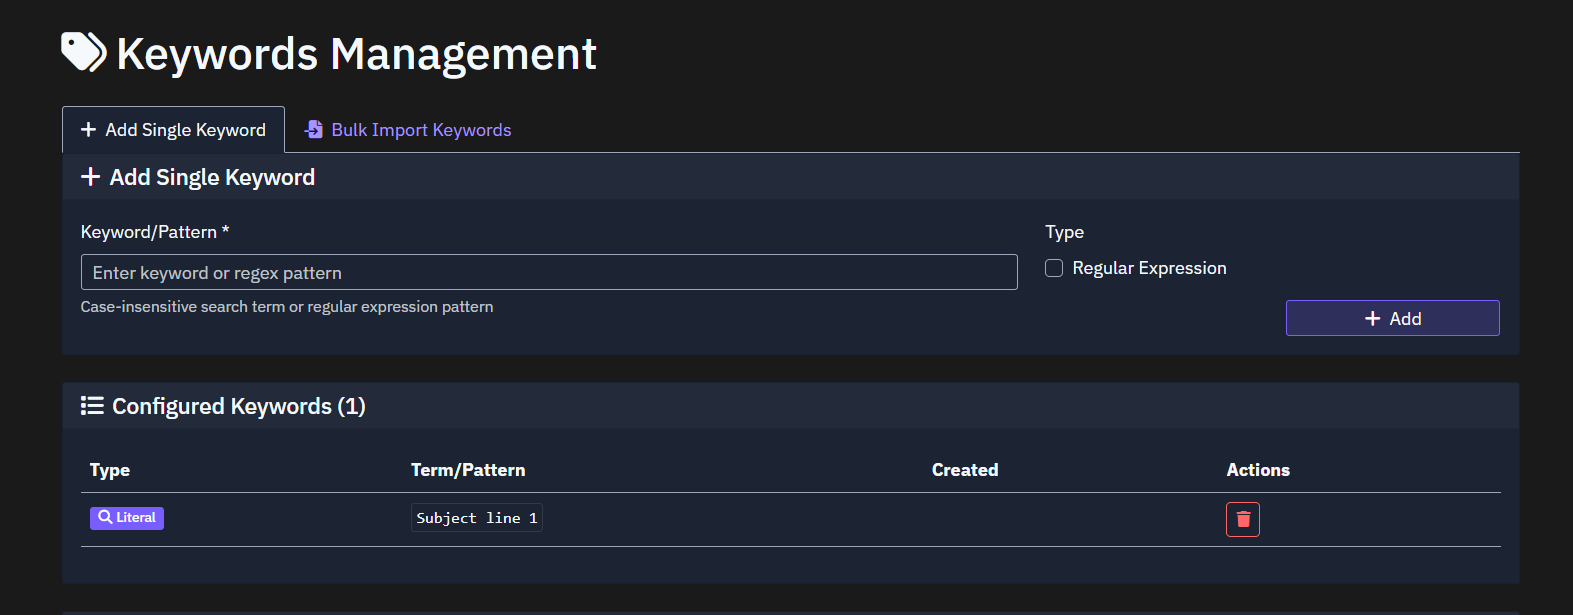 Keywords Management
Add Single Keyword
Bulk Import Keywords
Add Single Keyword
Keyword/Pattern *
Type
Enter keyword or regex pattern
Regular Expression
Case-insensitive search term or regular expression pattern
Add
Configured Keywords (1)
Type Term/Pattern Created Actions
Literal Subject line 1